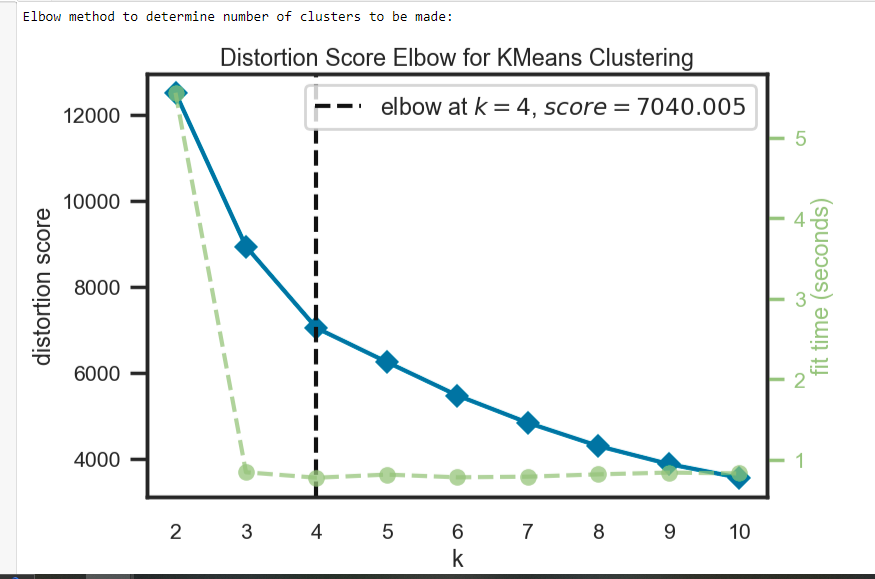 Elbow method to determine number of clusters to be made:
Distortion Score Elbow for KMeans Clustering
elbow at k = 4, score = 7040.005
distortion score
12000
10000
8000
6000
4000
5
4
3
2
1
fit time (seconds)
2 3 4 5 6 7 8 9 10
k